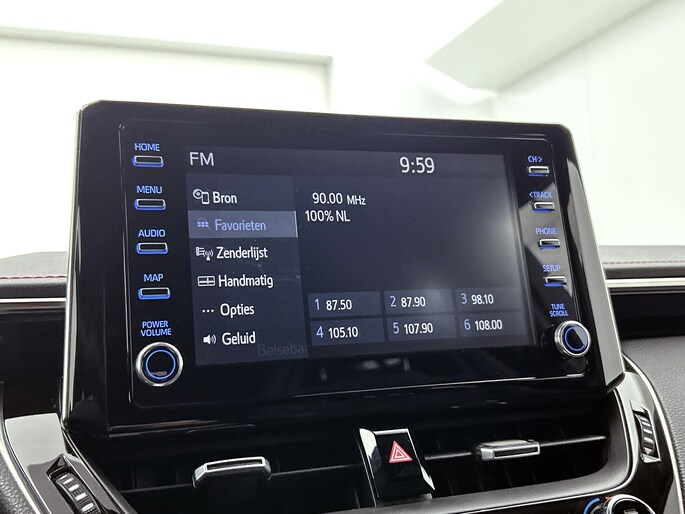 HOME
MENU
AUDIO
MAP
POWER
VOLUME
FM
9:59
Bron
Favorieten
Zenderlijst
Handmatig
Opties
Geluid
90.00 MHz
100% NL
1 87.50
2 87.90
3 98.10
4 105.10
5 107.90
6 108.00
CH >
< TRACK
PHONE
SETUP
TUNE
SCROLL